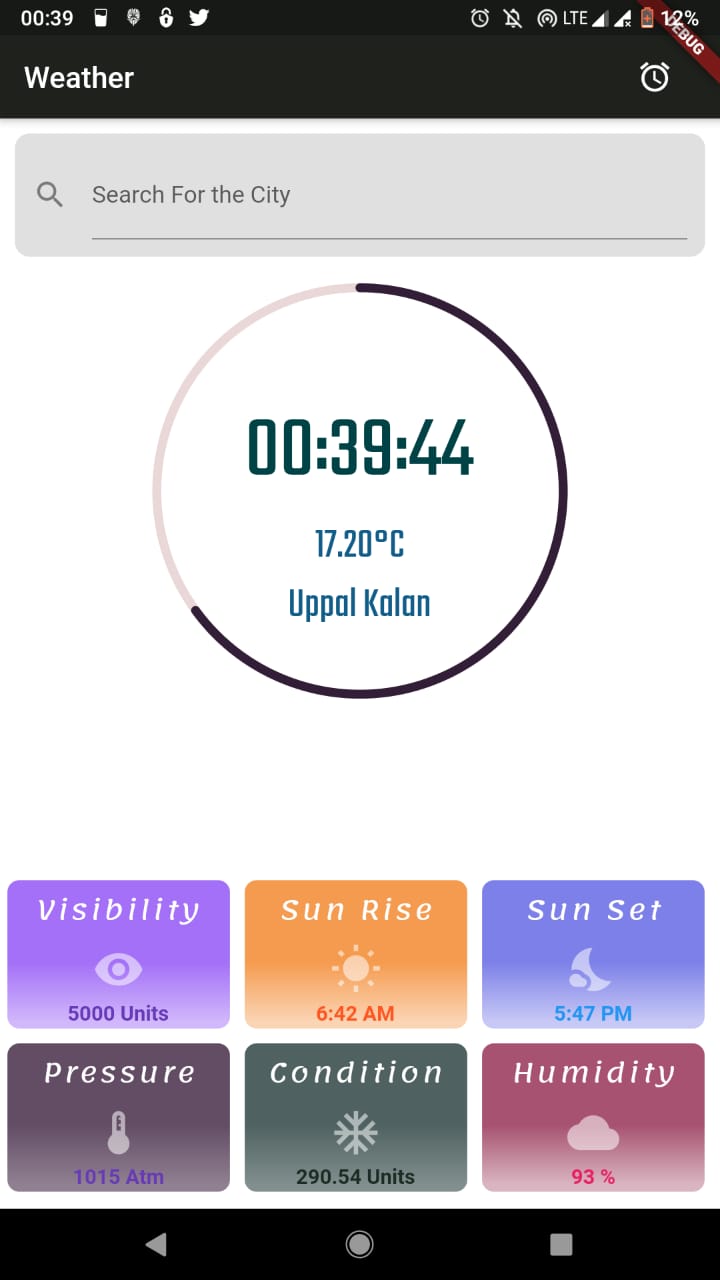 00:39 LTE 12%
DEBUG
Weather
Search For the City
00:39:44
17.20°C
Uppal Kalan
Visibility Sun Rise Sun Set
5000 Units 6:42 AM 5:47 PM
Pressure Condition Humidity
1015 Atm 290.54 Units 93 %